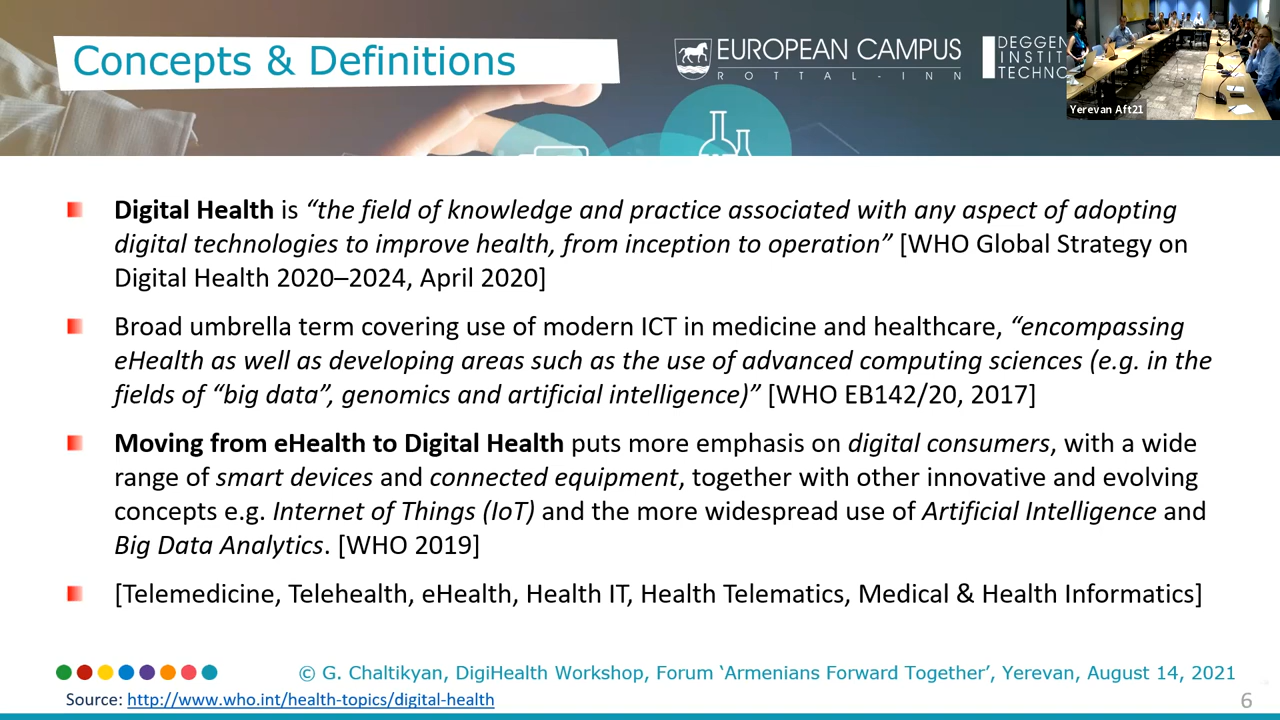 Concepts & Definitions
EUROPEAN CAMPUS
ROTTAL-INN
DEGGEN
INSTIT
TECHNO
Yerevan Aft21
Digital Health is “the field of knowledge and practice associated with any aspect of adopting
digital technologies to improve health, from inception to operation” [WHO Global Strategy on
Digital Health 2020–2024, April 2020]
Broad umbrella term covering use of modern ICT in medicine and healthcare, “encompassing
eHealth as well as developing areas such as the use of advanced computing sciences (e.g. in the
fields of “big data”, genomics and artificial intelligence)” [WHO EB142/20, 2017]
Moving from eHealth to Digital Health puts more emphasis on digital consumers, with a wide
range of smart devices and connected equipment, together with other innovative and evolving
concepts e.g. Internet of Things (IoT) and the more widespread use of Artificial Intelligence and
Big Data Analytics. [WHO 2019]
[Telemedicine, Telehealth, eHealth, Health IT, Health Telematics, Medical & Health Informatics]
© G. Chaltikyan, DigiHealth Workshop, Forum ‘Armenians Forward Together’, Yerevan, August 14, 2021
Source: http://www.who.int/health-topics/digital-health
6